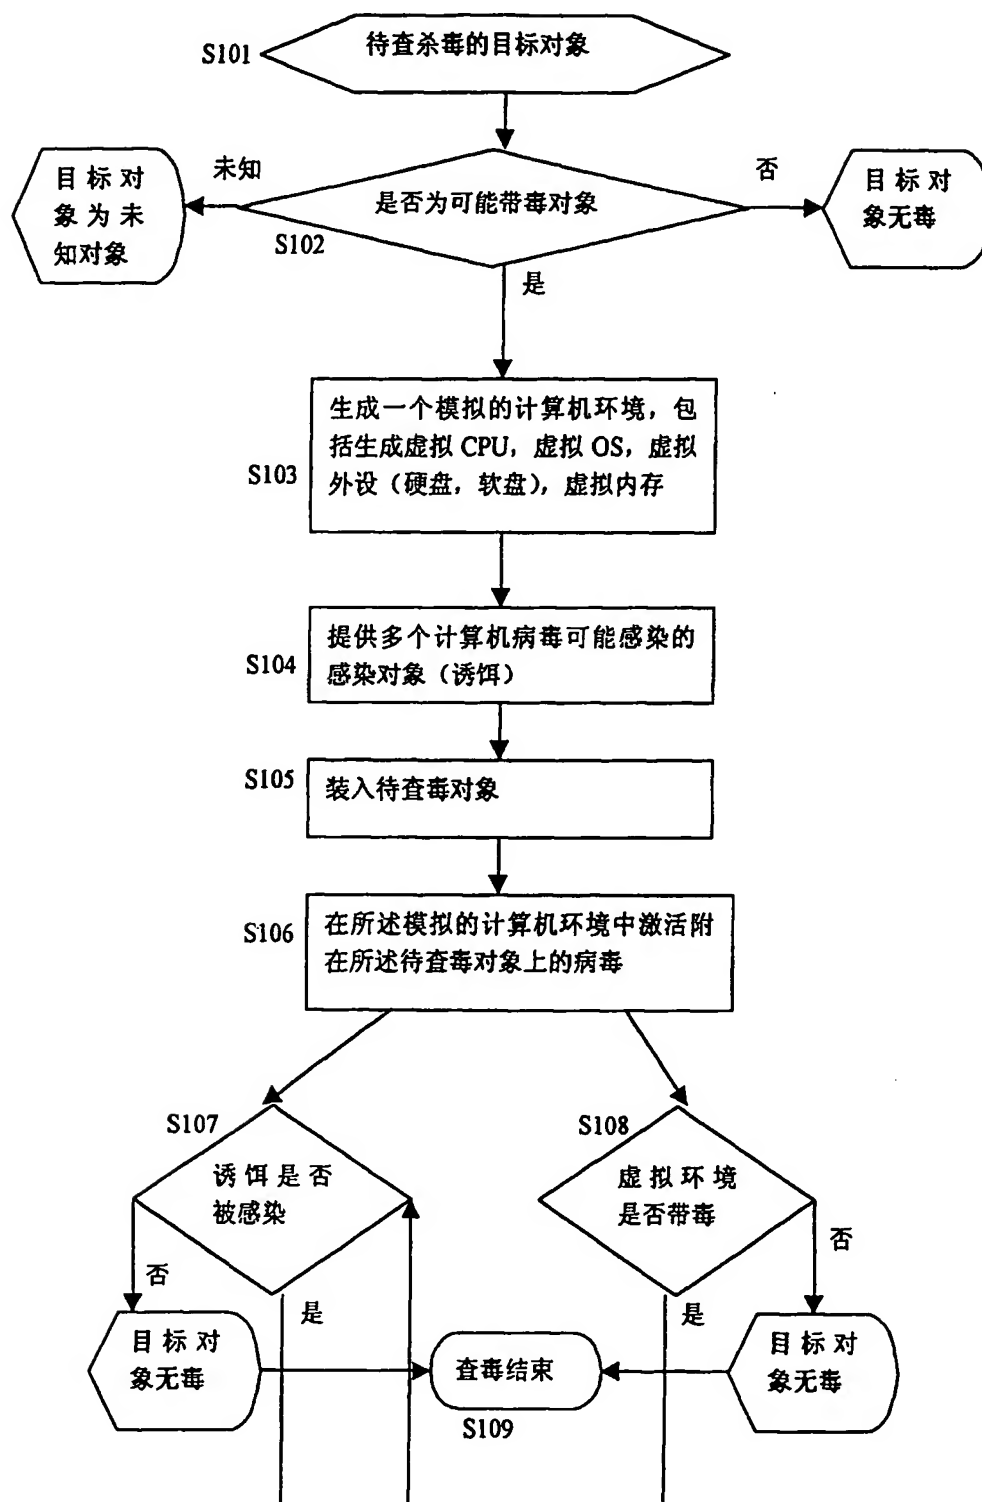 S101
待查杀毒的目标对象
未知
否
目标对
象为未
知对象
是否为可能带毒对象
目标对
象无毒
S102
是
生成一个模拟的计算机环境，包
括生成虚拟 CPU，虚拟 OS，虚拟
外设（硬盘，软盘），虚拟内存
S103
提供多个计算机病毒可能感染的
感染对象（诱饵）
S104
S105
装入待查毒对象
S106
在所述模拟的计算机环境中激活附
在所述待查毒对象上的病毒
S107
诱饵是否
被感染
S108
虚拟环境
是否带毒
否
是
否
是
目标对
象无毒
查毒结束
目标对
象无毒
S109